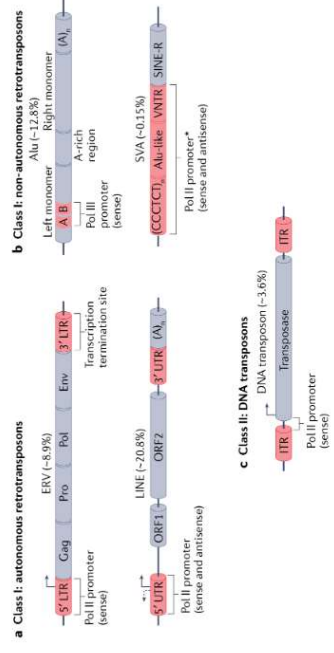 a Class I: autonomous retrotransposons
ERV (~8.9%)
5′ LTR Gag Pro Pol Env 3′ LTR
Pol II promoter
(sense)
Transcription
termination site
LINE (~20.8%)
5′ UTR ORF1 ORF2 3′ UTR (A)n
Pol II promoter
(sense and antisense)
b Class I: non-autonomous retrotransposons
Alu (~12.8%)
Left monomer Right monomer
A B (A)n
Pol III
promoter
(sense)
A-rich
region
SVA (~0.15%)
(CCCTCT)n Alu-like VNTR SINE-R
Pol II promoter*
(sense and antisense)
c Class II: DNA transposons
DNA transposon (~3.6%)
ITR Transposase ITR
Pol II promoter
(sense)